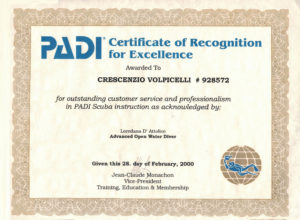 PADI® Certificate of Recognition
for Excellence
Awarded To
CRESCENZIO VOLPICELLI # 928572
for outstanding customer service and professionalism
in PADI Scuba instruction as acknowledged by:
Loredana D' Attolico
Advanced Open Water Diver
Given this 28. day of February, 2000
Jean-Claude Monachon
Vice-President
Training, Education & Membership